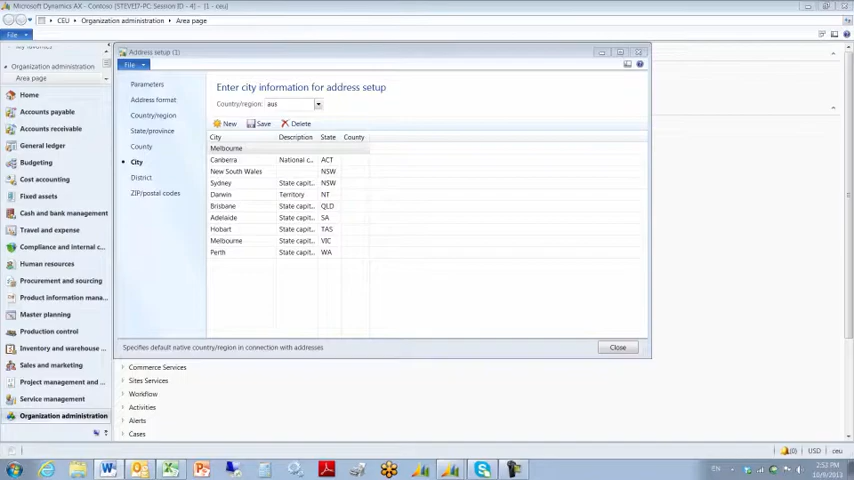 Microsoft Dynamics AX - Contoso [STEVEI7-PC: Session ID - 4] - [1 - ceu]
CEU
Organization administration
Area page
File
My favorites
Organization administration
Area page
Home
Accounts payable
Accounts receivable
General ledger
Budgeting
Cost accounting
Fixed assets
Cash and bank management
Travel and expense
Compliance and internal c...
Human resources
Procurement and sourcing
Product information mana...
Master planning
Production control
Inventory and warehouse ...
Sales and marketing
Project management and ...
Service management
Organization administration
Address setup (1)
File
Parameters
Address format
Country/region
State/province
County
City
District
ZIP/postal codes
Enter city information for address setup
Country/region: aus
New Save Delete
City Description State County
Melbourne
Canberra National c... ACT
New South Wales NSW
Sydney State capit... NSW
Darwin Territory NT
Brisbane State capit... QLD
Adelaide State capit... SA
Hobart State capit... TAS
Melbourne State capit... VIC
Perth State capit... WA
Specifies default native country/region in connection with addresses
Close
Commerce Services
Sites Services
Workflow
Activities
Alerts
Cases
(0) USD ceu
EN
2:52 PM
10/9/2013